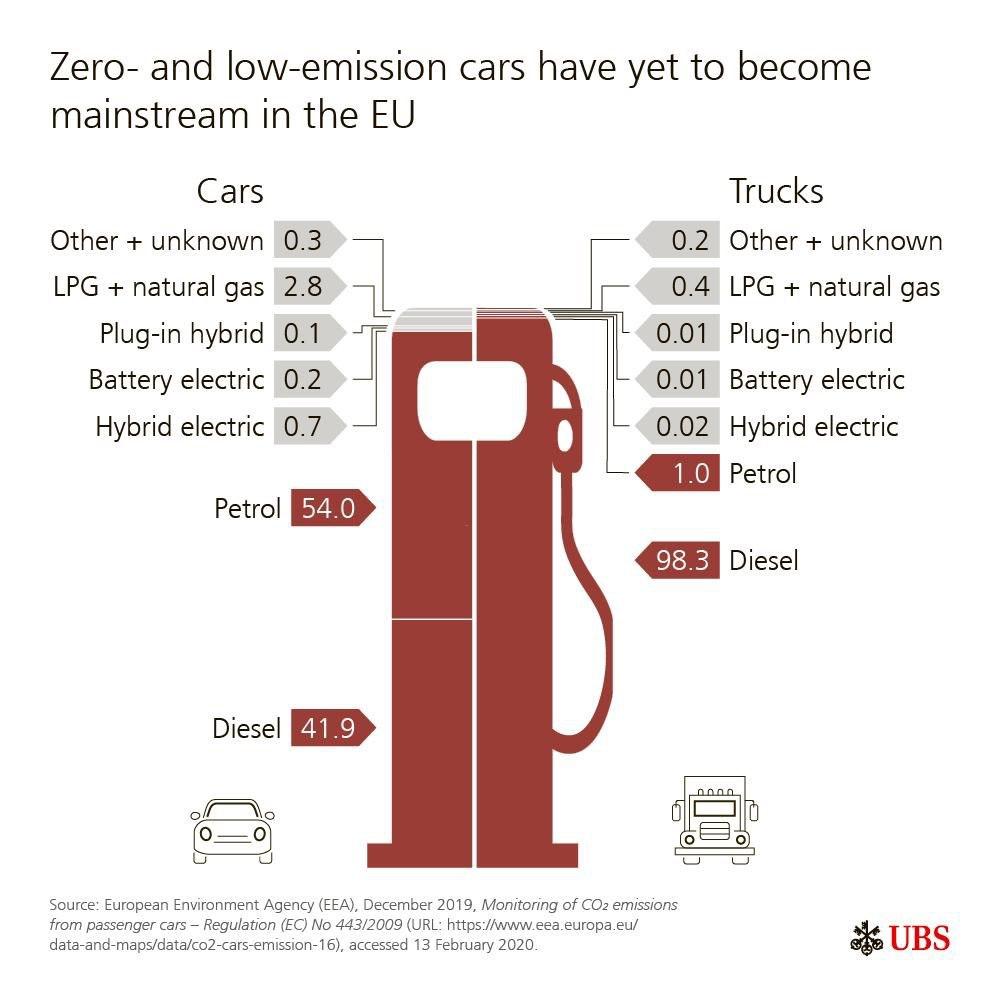 Zero- and low-emission cars have yet to become
mainstream in the EU
Cars
Other + unknown 0.3
LPG + natural gas 2.8
Plug-in hybrid 0.1
Battery electric 0.2
Hybrid electric 0.7
Petrol 54.0
Diesel 41.9
Trucks
0.2 Other + unknown
0.4 LPG + natural gas
0.01 Plug-in hybrid
0.01 Battery electric
0.02 Hybrid electric
1.0 Petrol
98.3 Diesel
Source: European Environment Agency (EEA), December 2019, Monitoring of CO₂ emissions
from passenger cars – Regulation (EC) No 443/2009 (URL: https://www.eea.europa.eu/
data-and-maps/data/co2-cars-emission-16), accessed 13 February 2020.
UBS